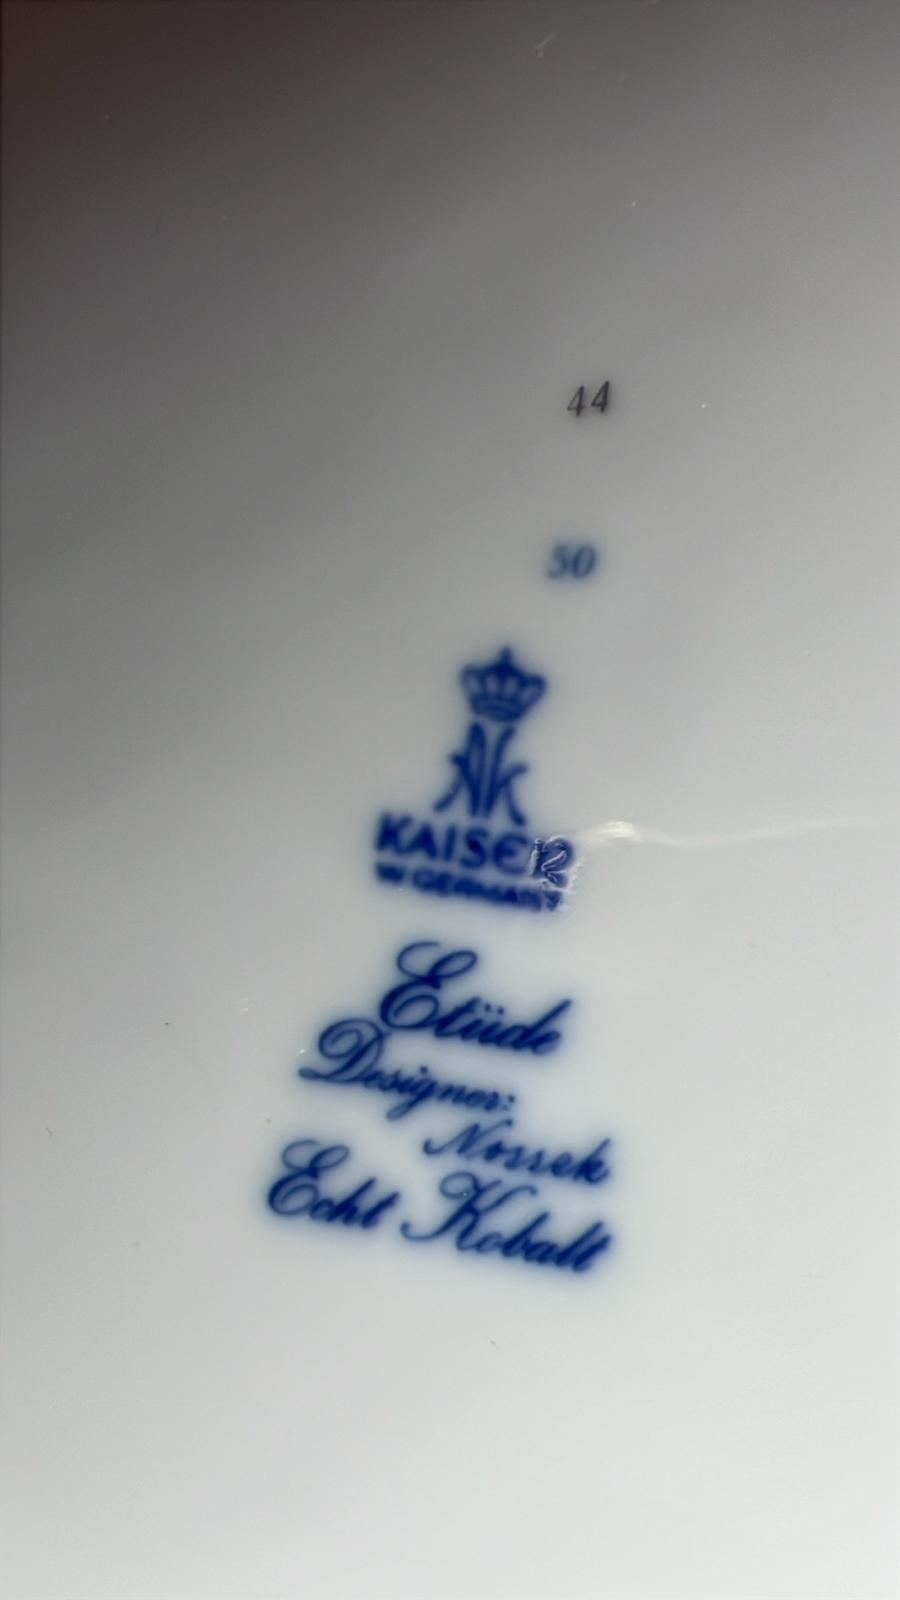 44
50
AK
KAISER
W. GERMANY
Etüde
Designer:
Nossek
Echt Kobalt